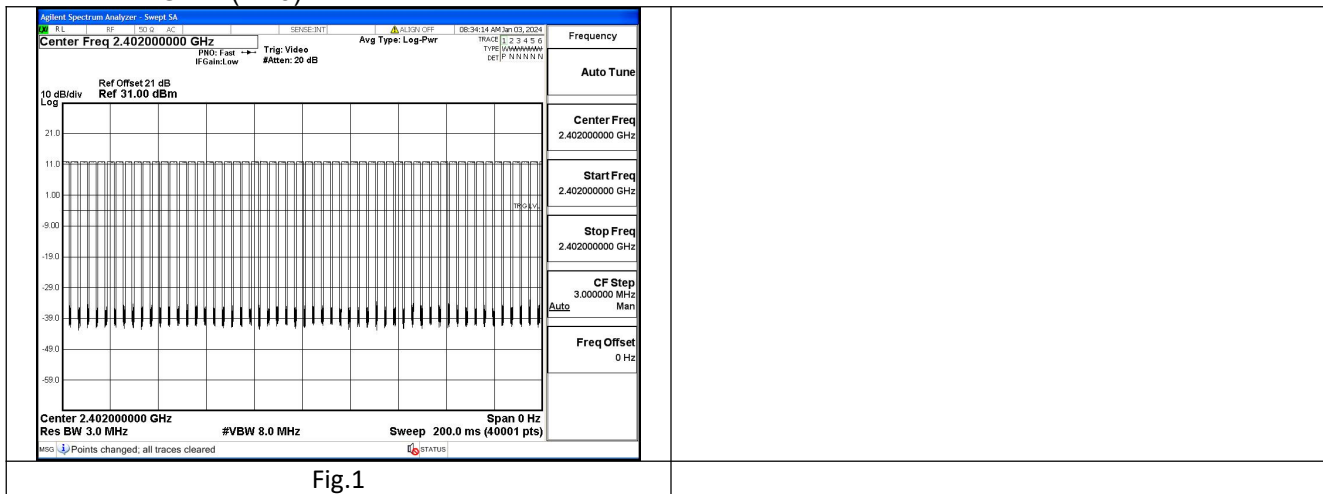 Agilent Spectrum Analyzer - Swept SA
RL RF 50 Ω AC SENSE:INT ALIGN OFF 08:34:14 AM Jan 03, 2024
Center Freq 2.402000000 GHz
PNO: Fast
IFGain:Low
Trig: Video
#Atten: 20 dB
Avg Type: Log-Pwr
TRACE 1 2 3 4 5 6
TYPE
DET P N N N N N
Ref Offset 21 dB
10 dB/div Ref 31.00 dBm
Log
21.0
11.0
1.00
-9.00
-19.0
-29.0
-39.0
-49.0
-59.0
TRIG LVL
Center 2.402000000 GHz
Span 0 Hz
Res BW 3.0 MHz
#VBW 8.0 MHz
Sweep 200.0 ms (40001 pts)
MSG Points changed; all traces cleared
STATUS
Frequency
Auto Tune
Center Freq
2.402000000 GHz
Start Freq
2.402000000 GHz
Stop Freq
2.402000000 GHz
CF Step
3.000000 MHz
Auto Man
Freq Offset
0 Hz
Fig.1